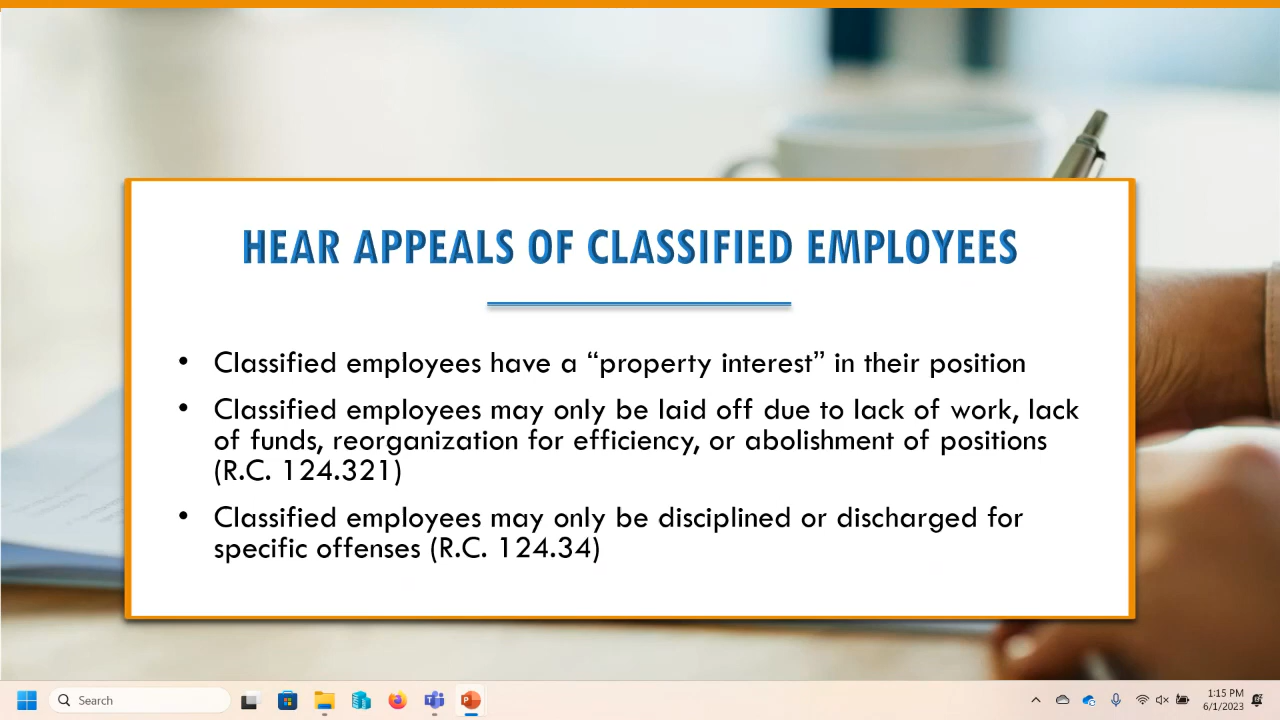 HEAR APPEALS OF CLASSIFIED EMPLOYEES
• Classified employees have a “property interest” in their position
• Classified employees may only be laid off due to lack of work, lack
of funds, reorganization for efficiency, or abolishment of positions
(R.C. 124.321)
• Classified employees may only be disciplined or discharged for
specific offenses (R.C. 124.34)
Search
1:15 PM
6/1/2023